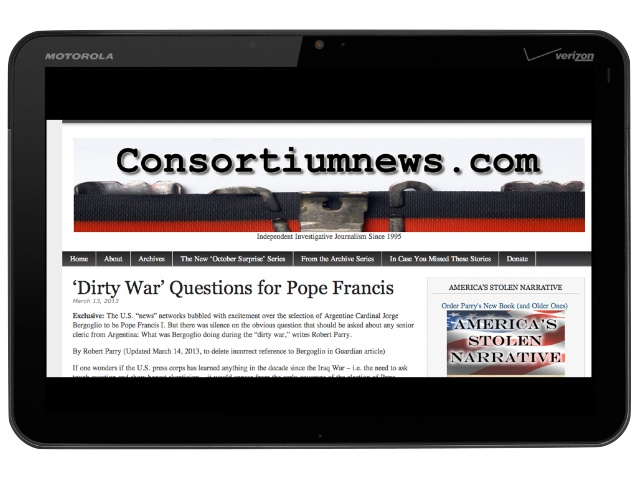 MOTOROLA
verizon
Consortiumnews.com
Independent Investigative Journalism Since 1995
Home About Archives The New 'October Surprise' Series From the Archive Series In Case You Missed These Stories Donate
'Dirty War' Questions for Pope Francis
March 13, 2013
Exclusive: The U.S. "news" networks bubbled with excitement over the selection of Argentine Cardinal Jorge
Bergoglio to be Pope Francis I. But there was silence on the obvious question that should be asked about any senior
cleric from Argentina: What was Bergoglio doing during the "dirty war," writes Robert Parry.
By Robert Parry (Updated March 14, 2013, to delete incorrect reference to Bergoglio in Guardian article)
If one wonders if the U.S. press corps has learned anything in the decade since the Iraq War – i.e. the need to ask
AMERICA'S STOLEN NARRATIVE
Order Parry's New Book (and Older Ones)
AMERICA'S
STOLEN
NARRATIVE